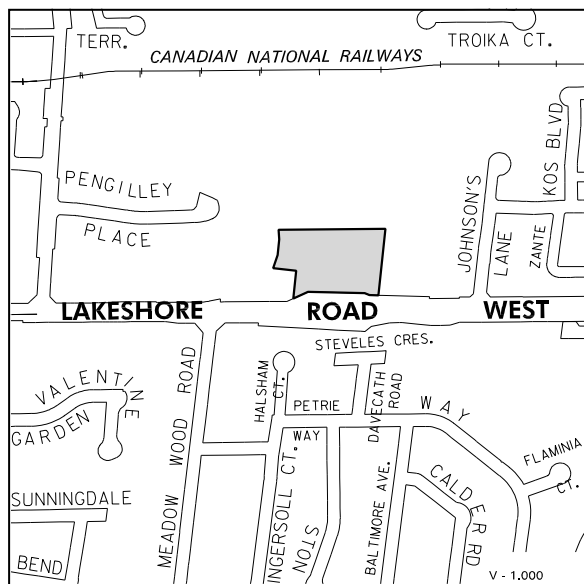 TERR.
CANADIAN NATIONAL RAILWAYS
TROIKA CT.
KOS BLVD
PENGILLEY
PLACE
JOHNSON'S
LANE
ZANTE
LAKESHORE ROAD WEST
STEVELES CRES.
VALENTINE
GARDEN
MEADOW WOOD ROAD
HALSHAM
CT.
PETRIE
WAY
DAVECATH
ROAD
WAY
FLAMINIA
CT.
SUNNINGDALE
BEND
INGERSOLL CT.
STON
BALTIMORE AVE.
CALDER RD
V - 1.000